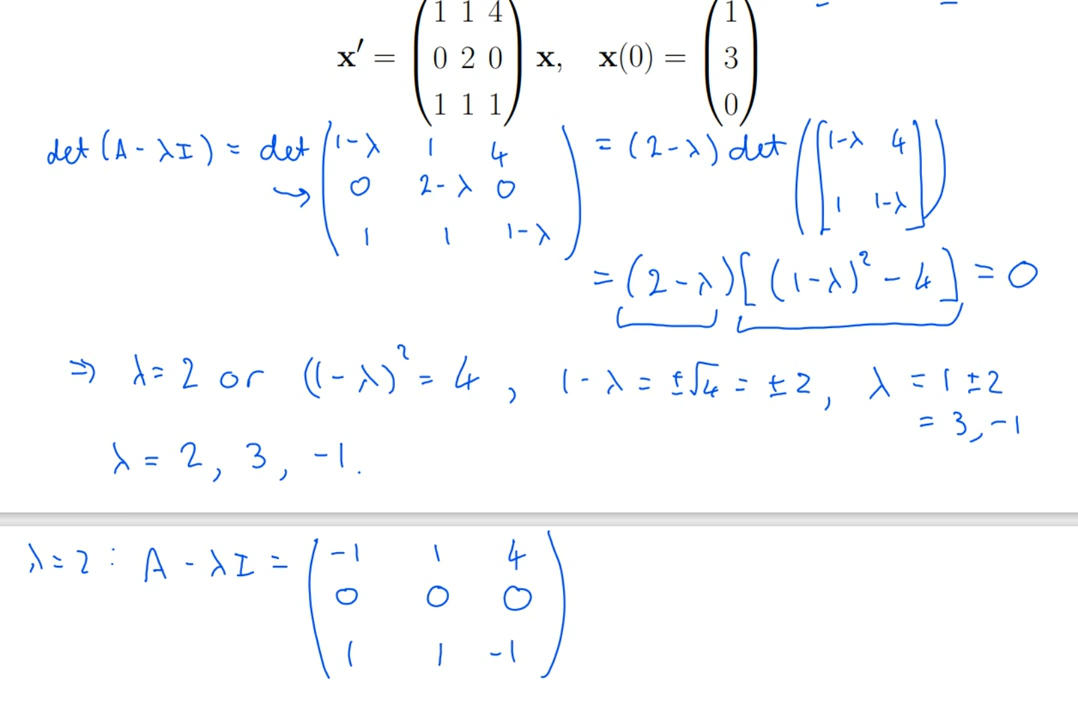 x′ = ( 1 1 4 ; 0 2 0 ; 1 1 1 ) x, x(0) = ( 1 ; 3 ; 0 )
det (A - λI) = det ( 1-λ 1 4 ; 0 2-λ 0 ; 1 1 1-λ ) = (2-λ) det ( [ 1-λ 4 ; 1 1-λ ] )
→
= (2-λ) [ (1-λ)² - 4 ] = 0
⇒ λ = 2 or (1-λ)² = 4 , 1-λ = ±√4 = ±2 , λ = 1 ±2
= 3, -1
λ = 2 , 3 , -1.
λ=2 : A - λI = ( -1 1 4 ; 0 0 0 ; 1 1 -1 )